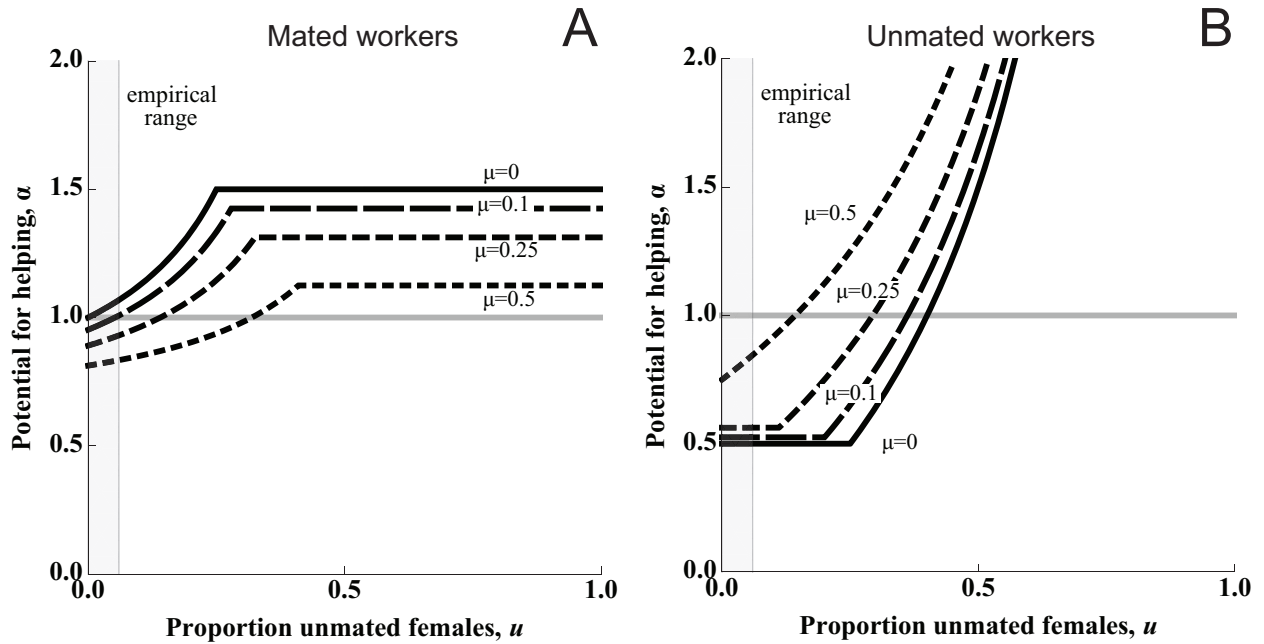 Mated workers
A
Potential for helping, α
2.0
1.5
1.0
0.5
0.0
empirical
range
μ=0
μ=0.1
μ=0.25
μ=0.5
0.0
0.5
1.0
Proportion unmated females, u
Unmated workers
B
Potential for helping, α
2.0
1.5
1.0
0.5
0.0
empirical
range
μ=0.5
μ=0.25
μ=0.1
μ=0
0.0
0.5
1.0
Proportion unmated females, u